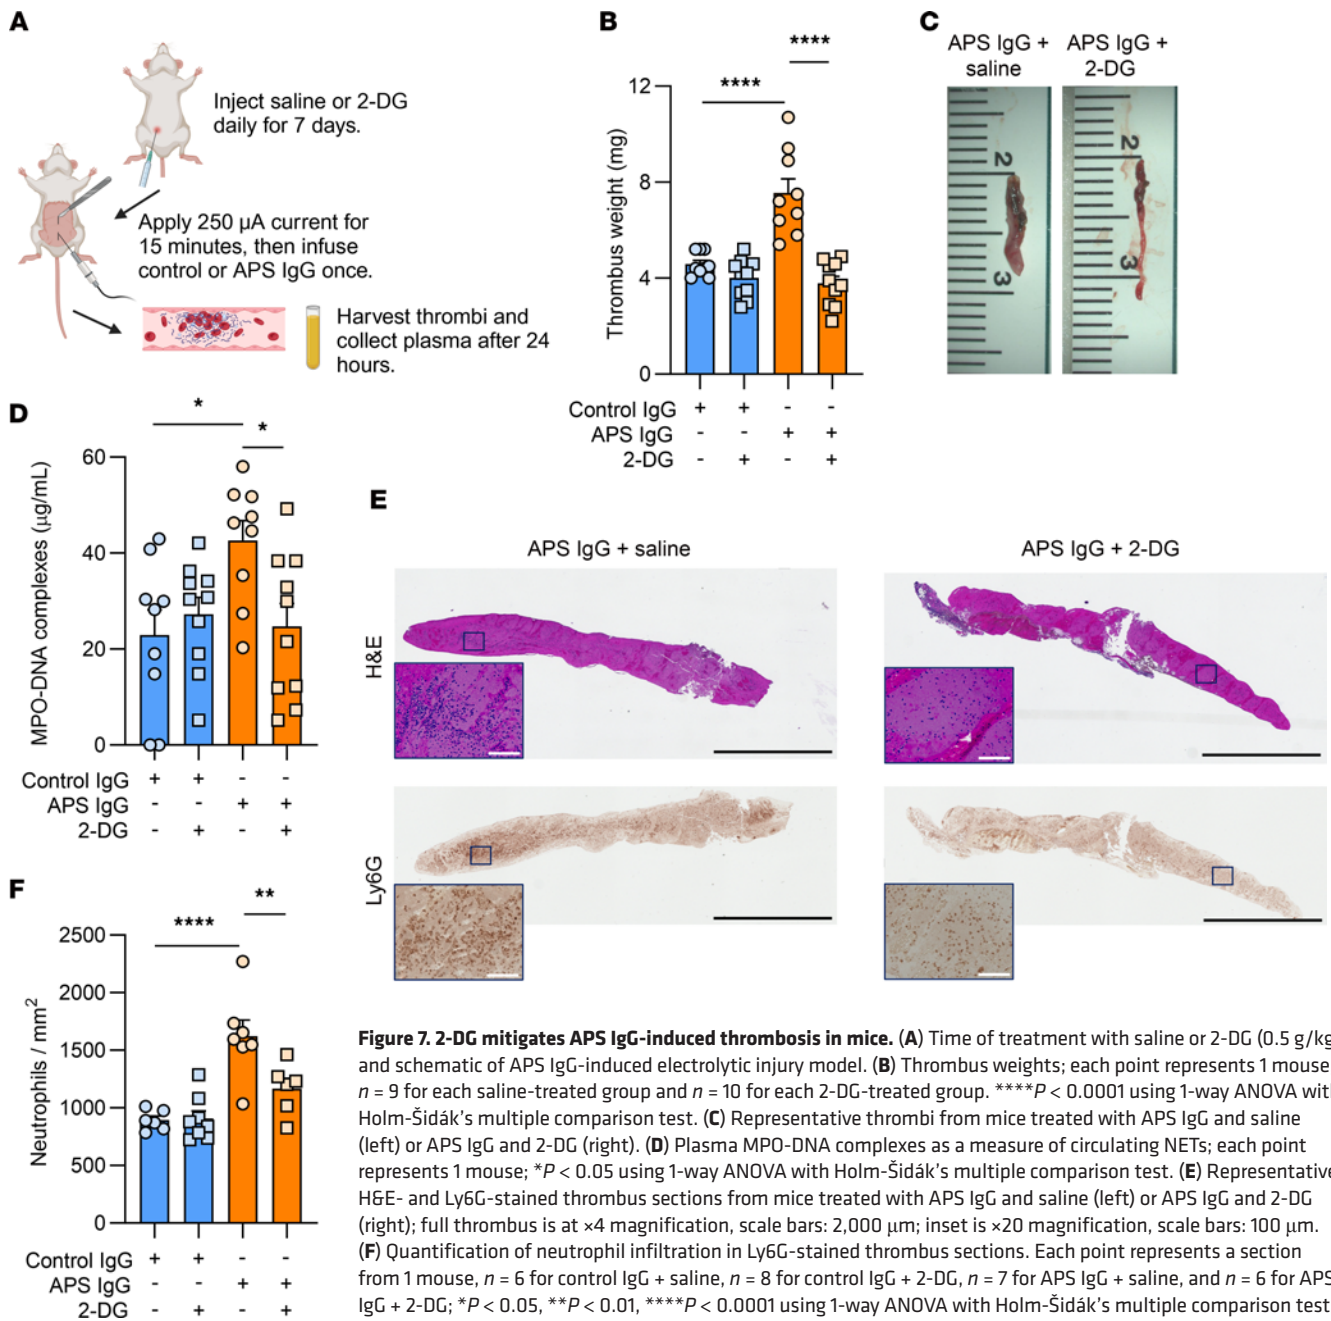 A
Inject saline or 2-DG
daily for 7 days.
Apply 250 µA current for
15 minutes, then infuse
control or APS IgG once.
Harvest thrombi and
collect plasma after 24
hours.
B
****
****
Thrombus weight (mg)
12
8
4
0
Control IgG + + - -
APS IgG - - + +
2-DG - + - +
C
APS IgG + saline
APS IgG + 2-DG
2
3
2
3
D
*
*
MPO-DNA complexes (µg/mL)
60
40
20
0
Control IgG + + - -
APS IgG - - + +
2-DG - + - +
E
APS IgG + saline
APS IgG + 2-DG
H&E
Ly6G
F
**
****
Neutrophils / mm²
2500
2000
1500
1000
500
0
Control IgG + + - -
APS IgG - - + +
2-DG - + - +
Figure 7. 2-DG mitigates APS IgG-induced thrombosis in mice. (A) Time of treatment with saline or 2-DG (0.5 g/kg
and schematic of APS IgG-induced electrolytic injury model. (B) Thrombus weights; each point represents 1 mouse
n = 9 for each saline-treated group and n = 10 for each 2-DG-treated group. ****P < 0.0001 using 1-way ANOVA with
Holm-Šidák's multiple comparison test. (C) Representative thrombi from mice treated with APS IgG and saline
(left) or APS IgG and 2-DG (right). (D) Plasma MPO-DNA complexes as a measure of circulating NETs; each point
represents 1 mouse; *P < 0.05 using 1-way ANOVA with Holm-Šidák's multiple comparison test. (E) Representative
H&E- and Ly6G-stained thrombus sections from mice treated with APS IgG and saline (left) or APS IgG and 2-DG
(right); full thrombus is at ×4 magnification, scale bars: 2,000 µm; inset is ×20 magnification, scale bars: 100 µm.
(F) Quantification of neutrophil infiltration in Ly6G-stained thrombus sections. Each point represents a section
from 1 mouse, n = 6 for control IgG + saline, n = 8 for control IgG + 2-DG, n = 7 for APS IgG + saline, and n = 6 for APS
IgG + 2-DG; *P < 0.05, **P < 0.01, ****P < 0.0001 using 1-way ANOVA with Holm-Šidák's multiple comparison test